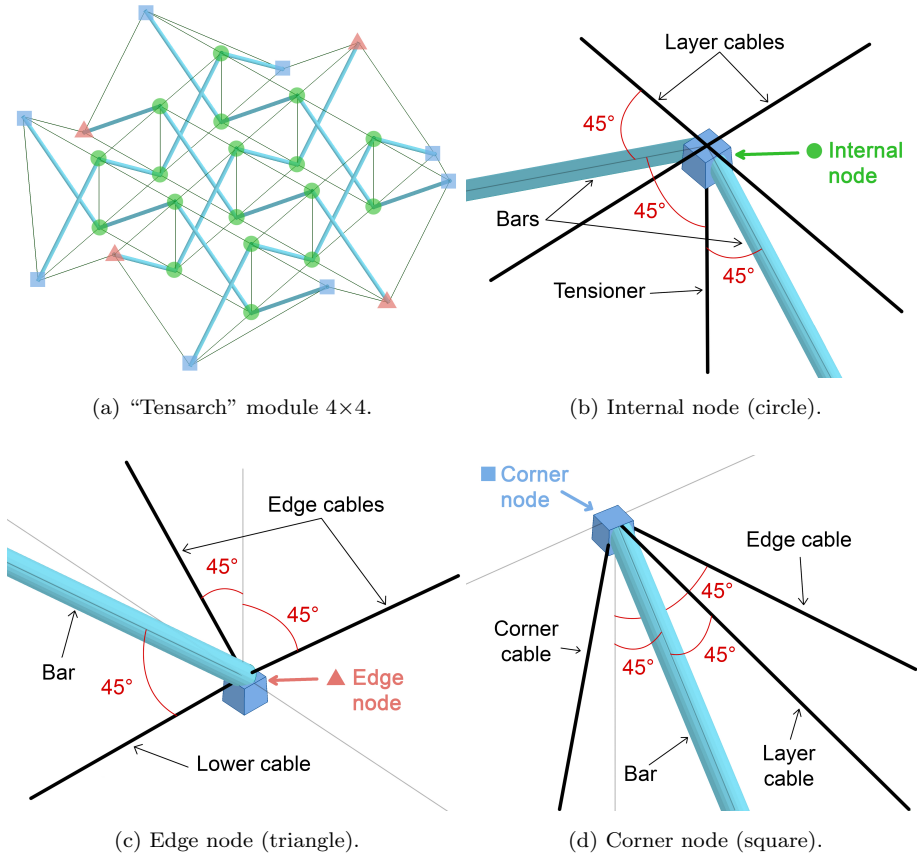 (a) “Tensarch” module 4×4.
Layer cables
45°
Internal
node
Bars
45°
45°
Tensioner
(b) Internal node (circle).
Edge cables
45°
45°
Bar
45°
Edge
node
Lower cable
(c) Edge node (triangle).
Corner
node
Edge cable
45°
Corner
cable
45°
45°
Layer
cable
Bar
(d) Corner node (square).